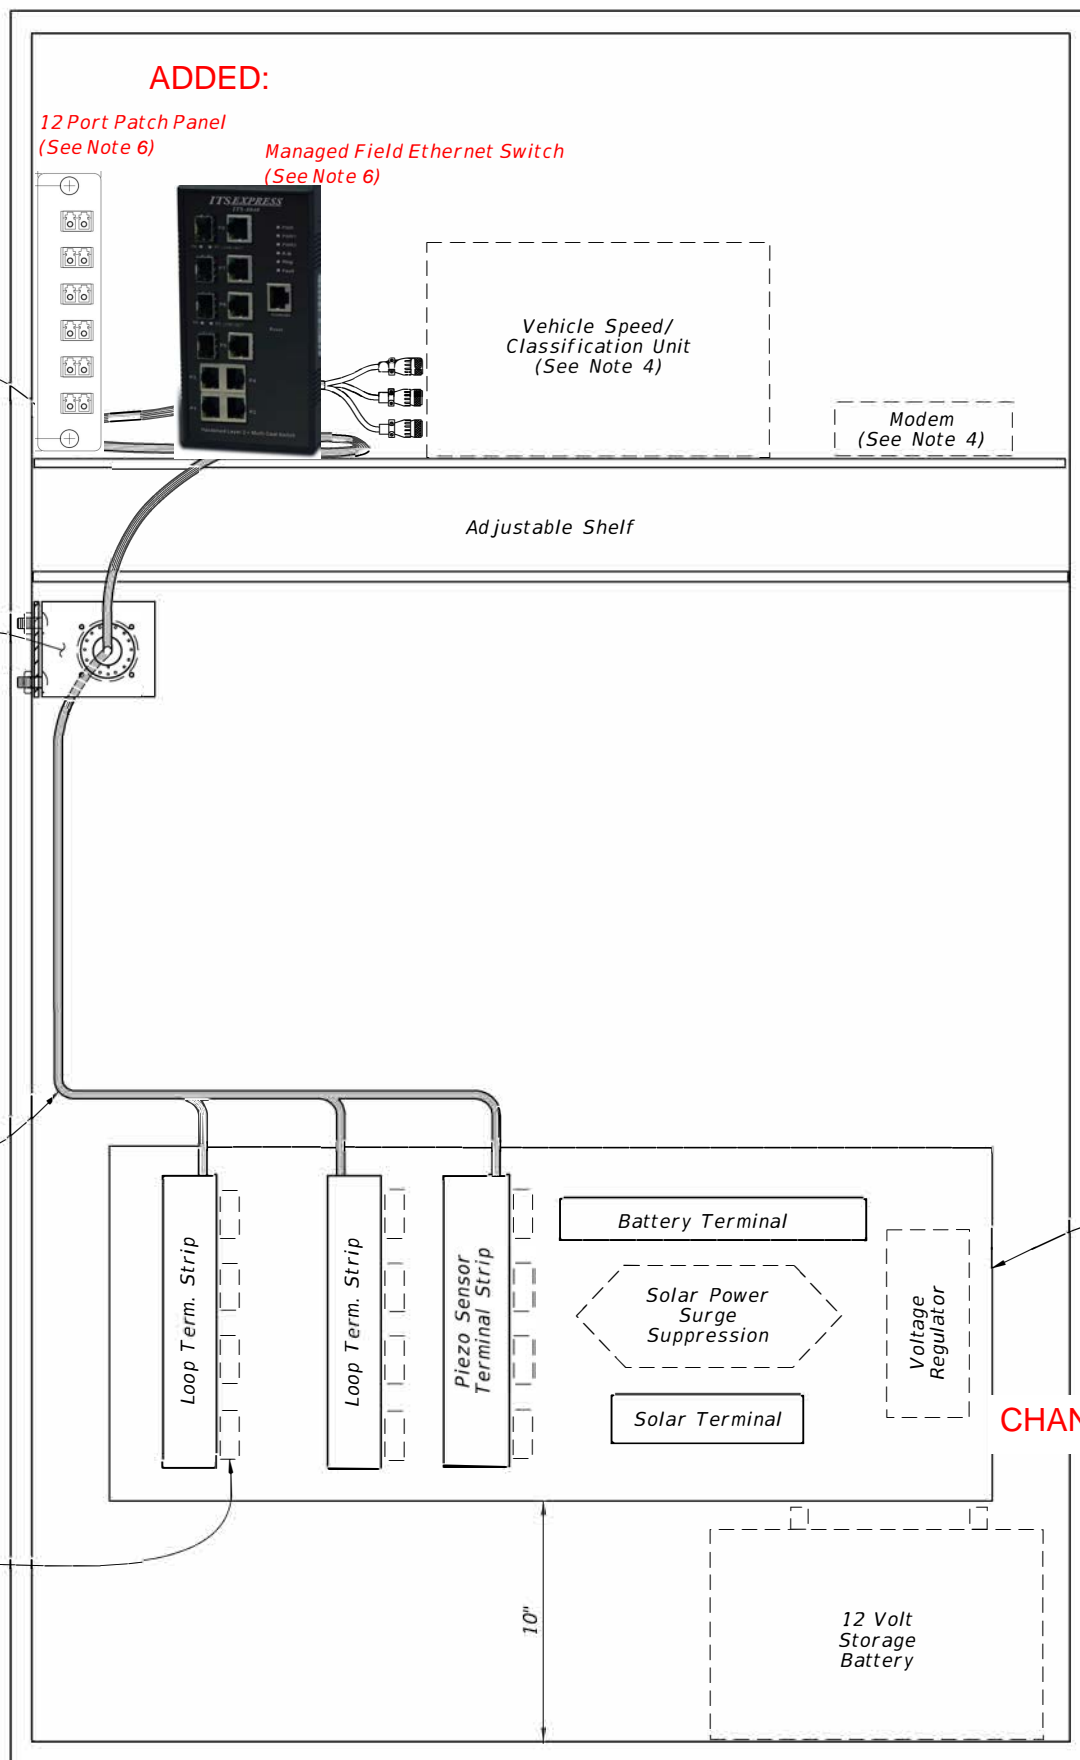 ADDED:
12 Port Patch Panel
(See Note 6)
Managed Field Ethernet Switch
(See Note 6)
ITS EXPRESS
Vehicle Speed/
Classification Unit
(See Note 4)
Modem
(See Note 4)
Adjustable Shelf
Loop Term. Strip
Loop Term. Strip
Piezo Sensor
Terminal Strip
Battery Terminal
Solar Power
Surge
Suppression
Solar Terminal
Voltage
Regulator
CHAN
10"
12 Volt
Storage
Battery